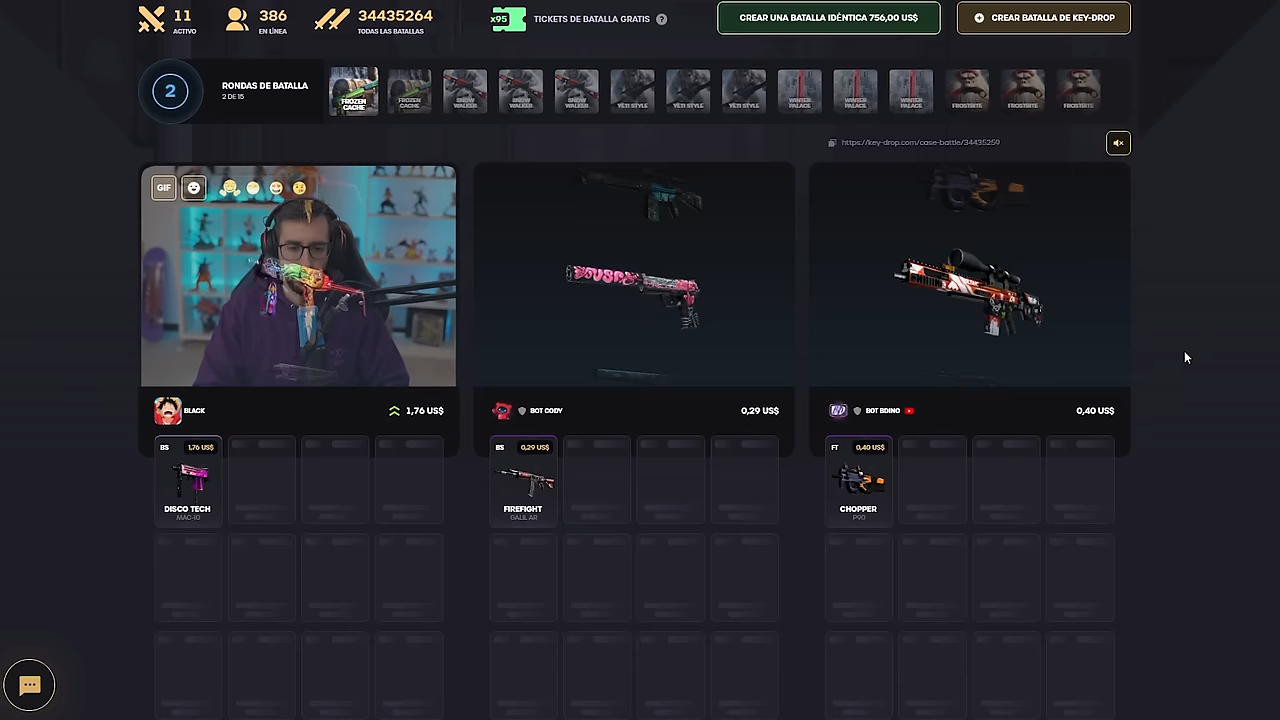 11
ACTIVO
386
EN LÍNEA
34435264
TODAS LAS BATALLAS
x95
TICKETS DE BATALLA GRATIS ?
CREAR UNA BATALLA IDÉNTICA 756,00 US$
CREAR BATALLA DE KEY-DROP
2
RONDAS DE BATALLA
2 DE 15
FROZEN CACHE
FROZEN CACHE
SNOW WALKER
SNOW WALKER
SNOW WALKER
YETI STYLE
YETI STYLE
YETI STYLE
WINTER PALACE
WINTER PALACE
WINTER PALACE
FROSTBITE
FROSTBITE
FROSTBITE
https://key-drop.com/case-battle/34435259
GIF
BLACK
1,76 US$
BOT CODY
0,29 US$
BOT BDINO
0,40 US$
BS
1,76 US$
DISCO TECH
MAC-10
BS
0,29 US$
FIREFIGHT
GALIL AR
FT
0,40 US$
CHOPPER
P90